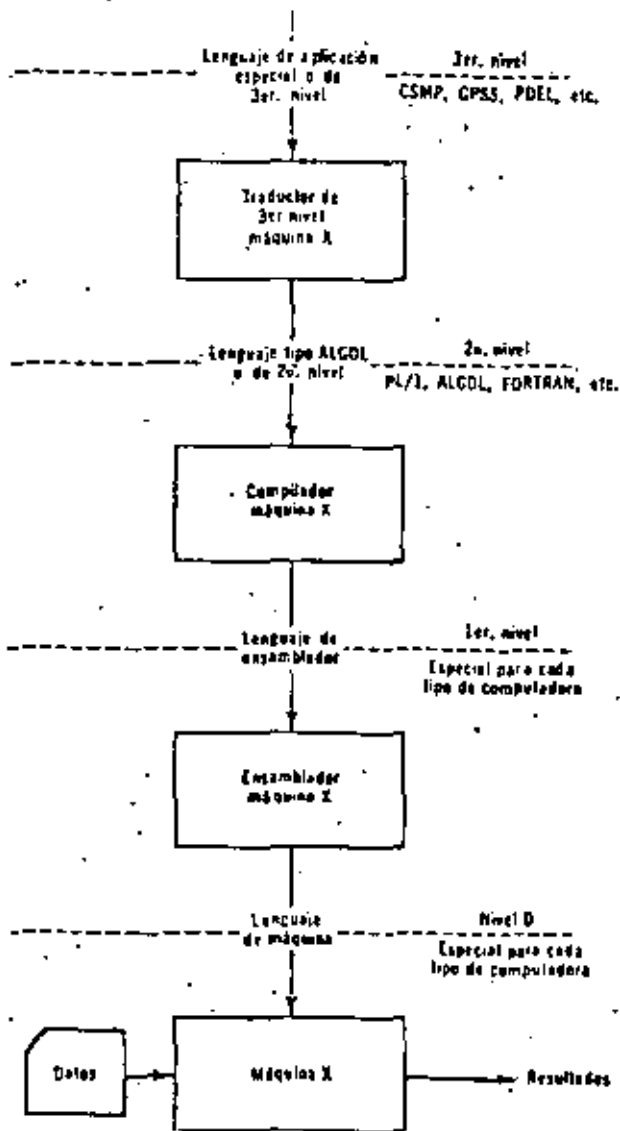 Lenguaje de aplicación
especial o de
3er. nivel
3er. nivel
CSMP, GPSS, PDEL, etc.
Traductor de
3er nivel
máquina X
Lenguaje tipo ALGOL
o de 2o. nivel
2o. nivel
PL/1, ALGOL, FORTRAN, etc.
Compilador
máquina X
Lenguaje de
ensamblador
1er. nivel
Especial para cada
tipo de computadora
Ensamblador
máquina X
Lenguaje
de máquina
Nivel 0
Especial para cada
tipo de computadora
Datos
Máquina X
Resultados